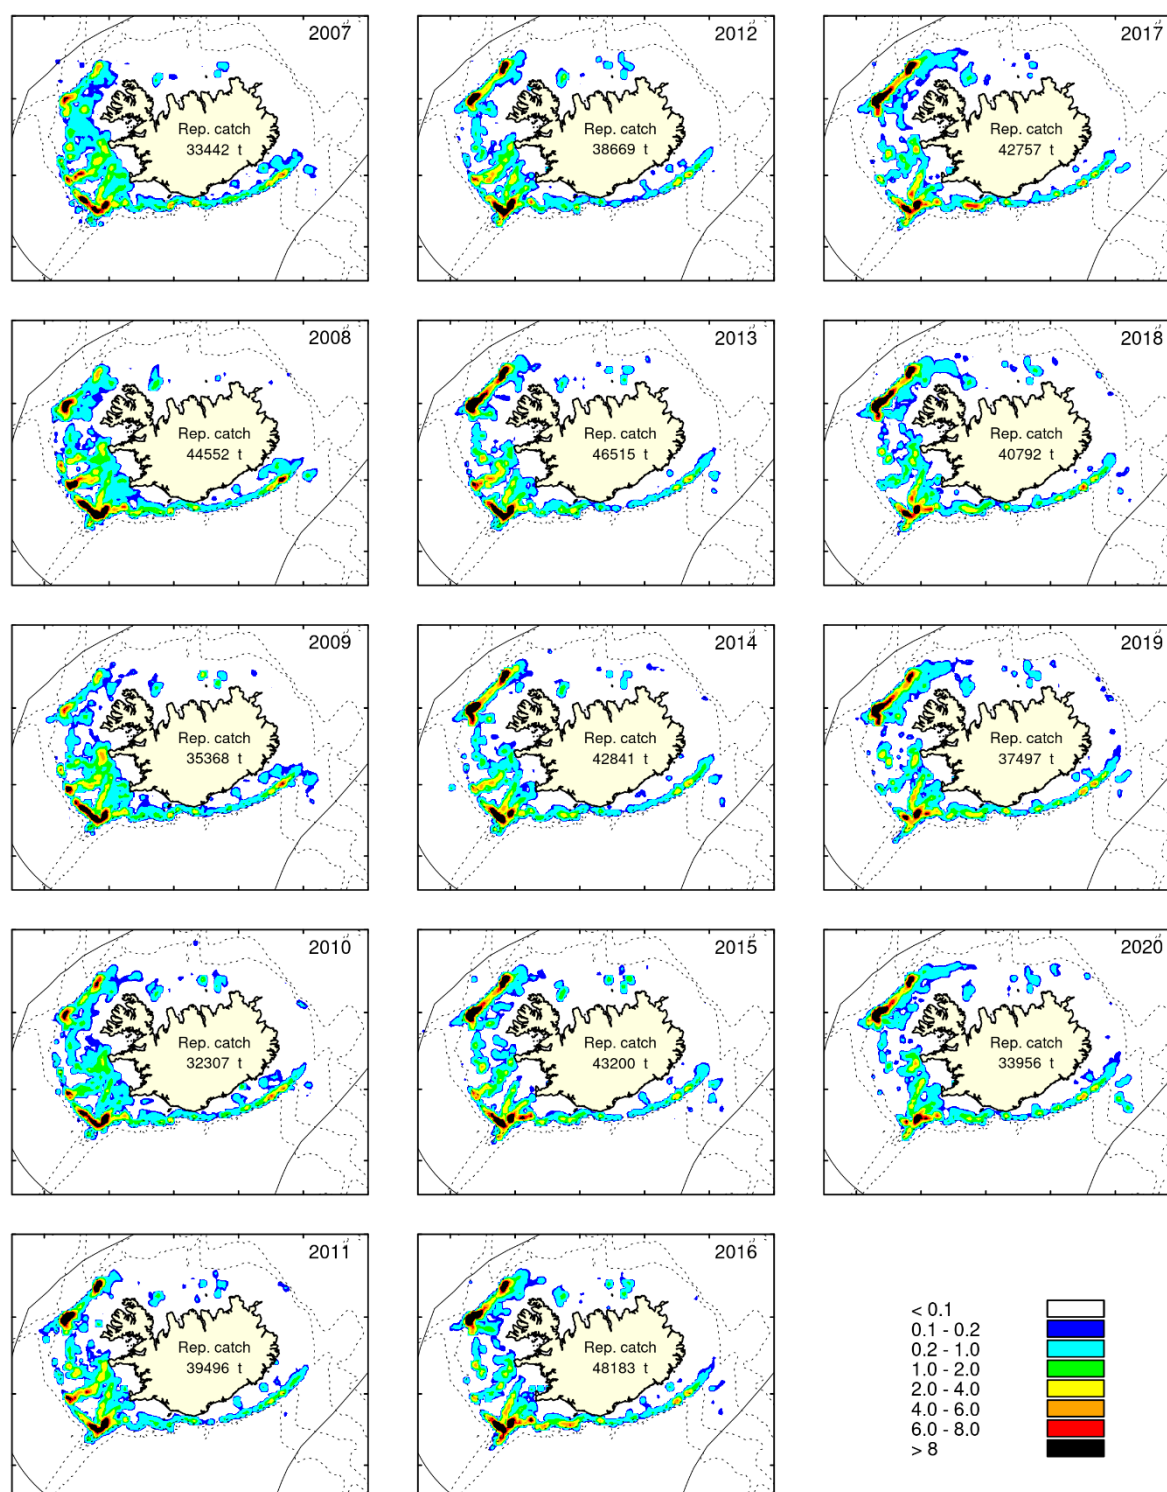 2007
Rep. catch
33442 t
2012
Rep. catch
38669 t
2017
Rep. catch
42757 t
2008
Rep. catch
44552 t
2013
Rep. catch
46515 t
2018
Rep. catch
40792 t
2009
Rep. catch
35368 t
2014
Rep. catch
42841 t
2019
Rep. catch
37497 t
2010
Rep. catch
32307 t
2015
Rep. catch
43200 t
2020
Rep. catch
33956 t
2011
Rep. catch
39496 t
2016
Rep. catch
48183 t
< 0.1
0.1 - 0.2
0.2 - 1.0
1.0 - 2.0
2.0 - 4.0
4.0 - 6.0
6.0 - 8.0
> 8